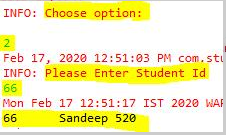 INFO: Choose option:
2
Feb 17, 2020 12:51:03 PM com.stu
INFO: Please Enter Student Id
66
Mon Feb 17 12:51:17 IST 2020 WAR
66 Sandeep 520